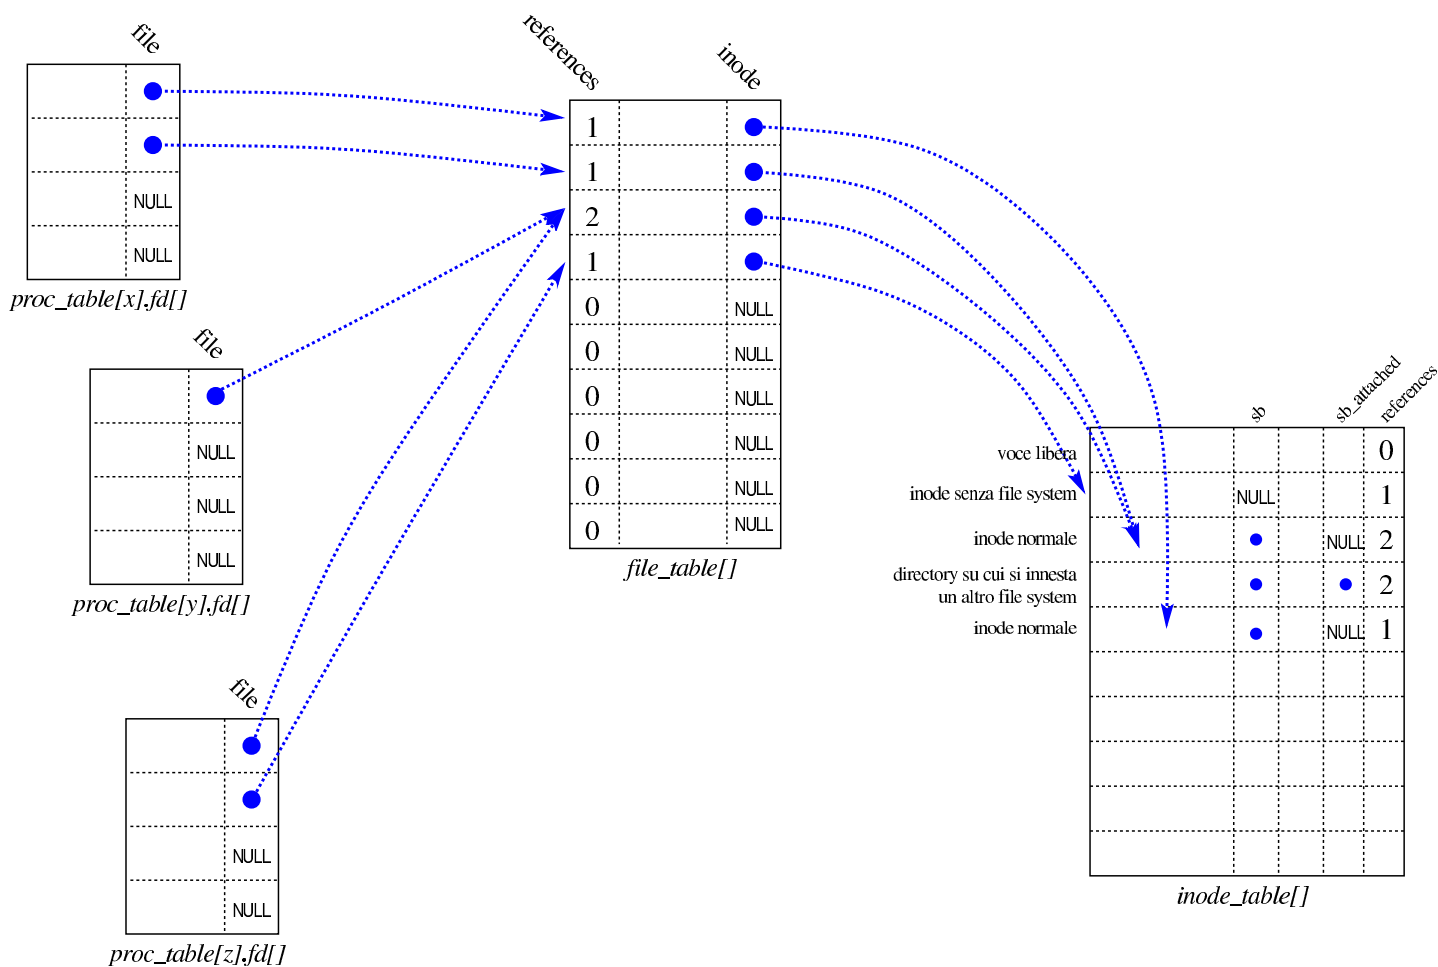 file
NULL
NULL
proc_table[x].fd[]
file
NULL
NULL
NULL
proc_table[y].fd[]
file
NULL
NULL
proc_table[z].fd[]
references inode
1
1
2
1
0 NULL
0 NULL
0 NULL
0 NULL
0 NULL
0 NULL
file_table[]
sb sb_attached references
voce libera 0
inode senza file system NULL 1
inode normale NULL 2
directory su cui si innesta
un altro file system 2
inode normale NULL 1
inode_table[]